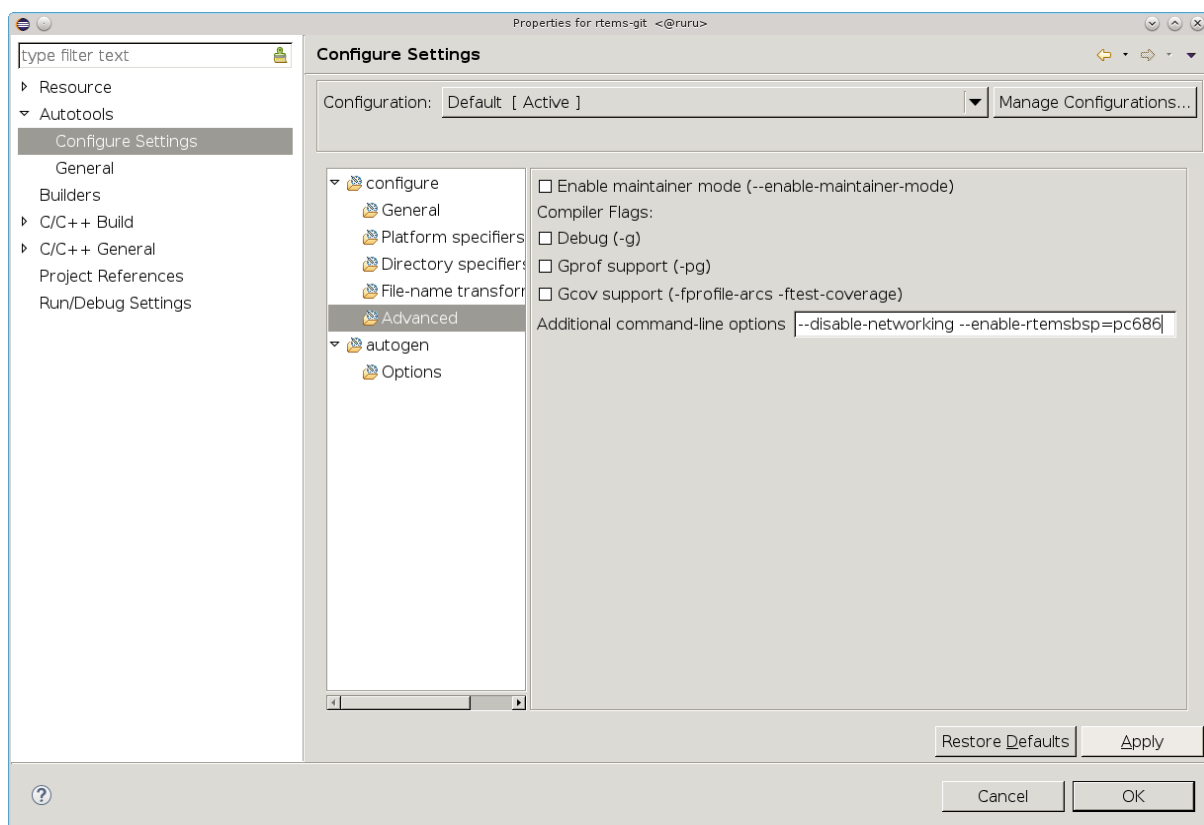 Properties for rtems-git <@ruru>
type filter text
Configure Settings
Resource
Autotools
Configure Settings
General
Builders
C/C++ Build
C/C++ General
Project References
Run/Debug Settings
Configuration: Default [ Active ] Manage Configurations...
configure
General
Platform specifiers
Directory specifiers
File-name transforr
Advanced
autogen
Options
Enable maintainer mode (--enable-maintainer-mode)
Compiler Flags:
Debug (-g)
Gprof support (-pg)
Gcov support (-fprofile-arcs -ftest-coverage)
Additional command-line options --disable-networking --enable-rtemsbsp=pc686
Restore Defaults Apply
Cancel OK